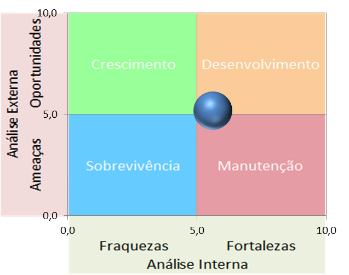 10,0
Crescimento
Desenvolvimento
Oportunidades
Análise Externa
5,0
Ameaças
Sobrevivência
Manutenção
0,0
0,0
5,0
10,0
Fraquezas
Fortalezas
Análise Interna